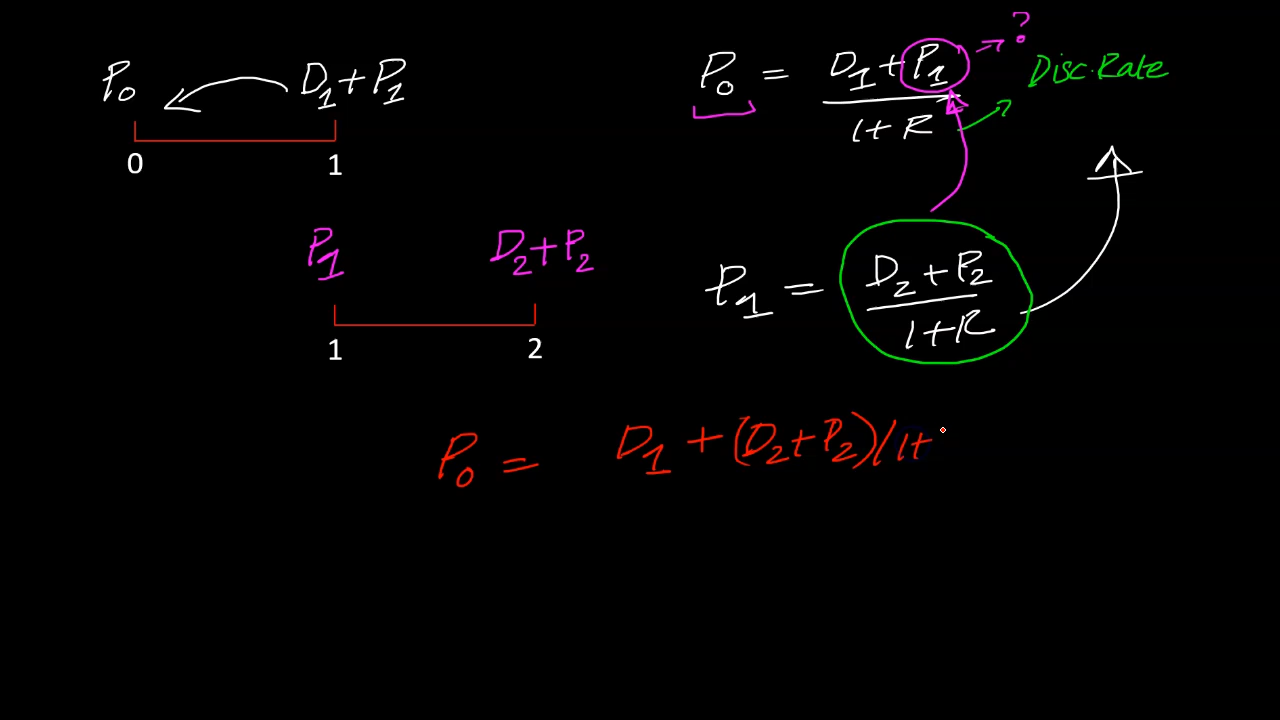 P₀ D₁+P₁
0 1
P₀ = D₁+P₁ / 1+R → ?
Disc. Rate
P₁ D₂+P₂
1 2
P₁ = D₂+P₂ / 1+R
P₀ = D₁ + (D₂+P₂)/1+